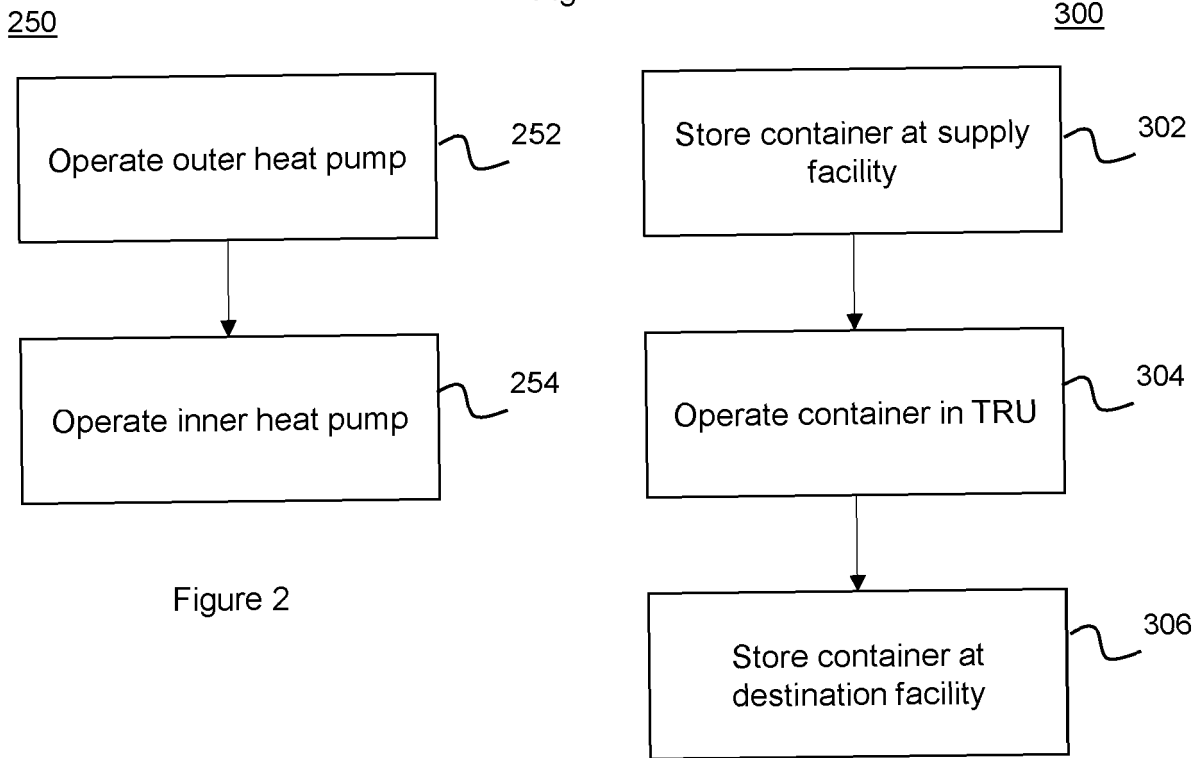 250
Operate outer heat pump
252
Operate inner heat pump
254
Figure 2
300
Store container at supply
facility
302
Operate container in TRU
304
Store container at
destination facility
306